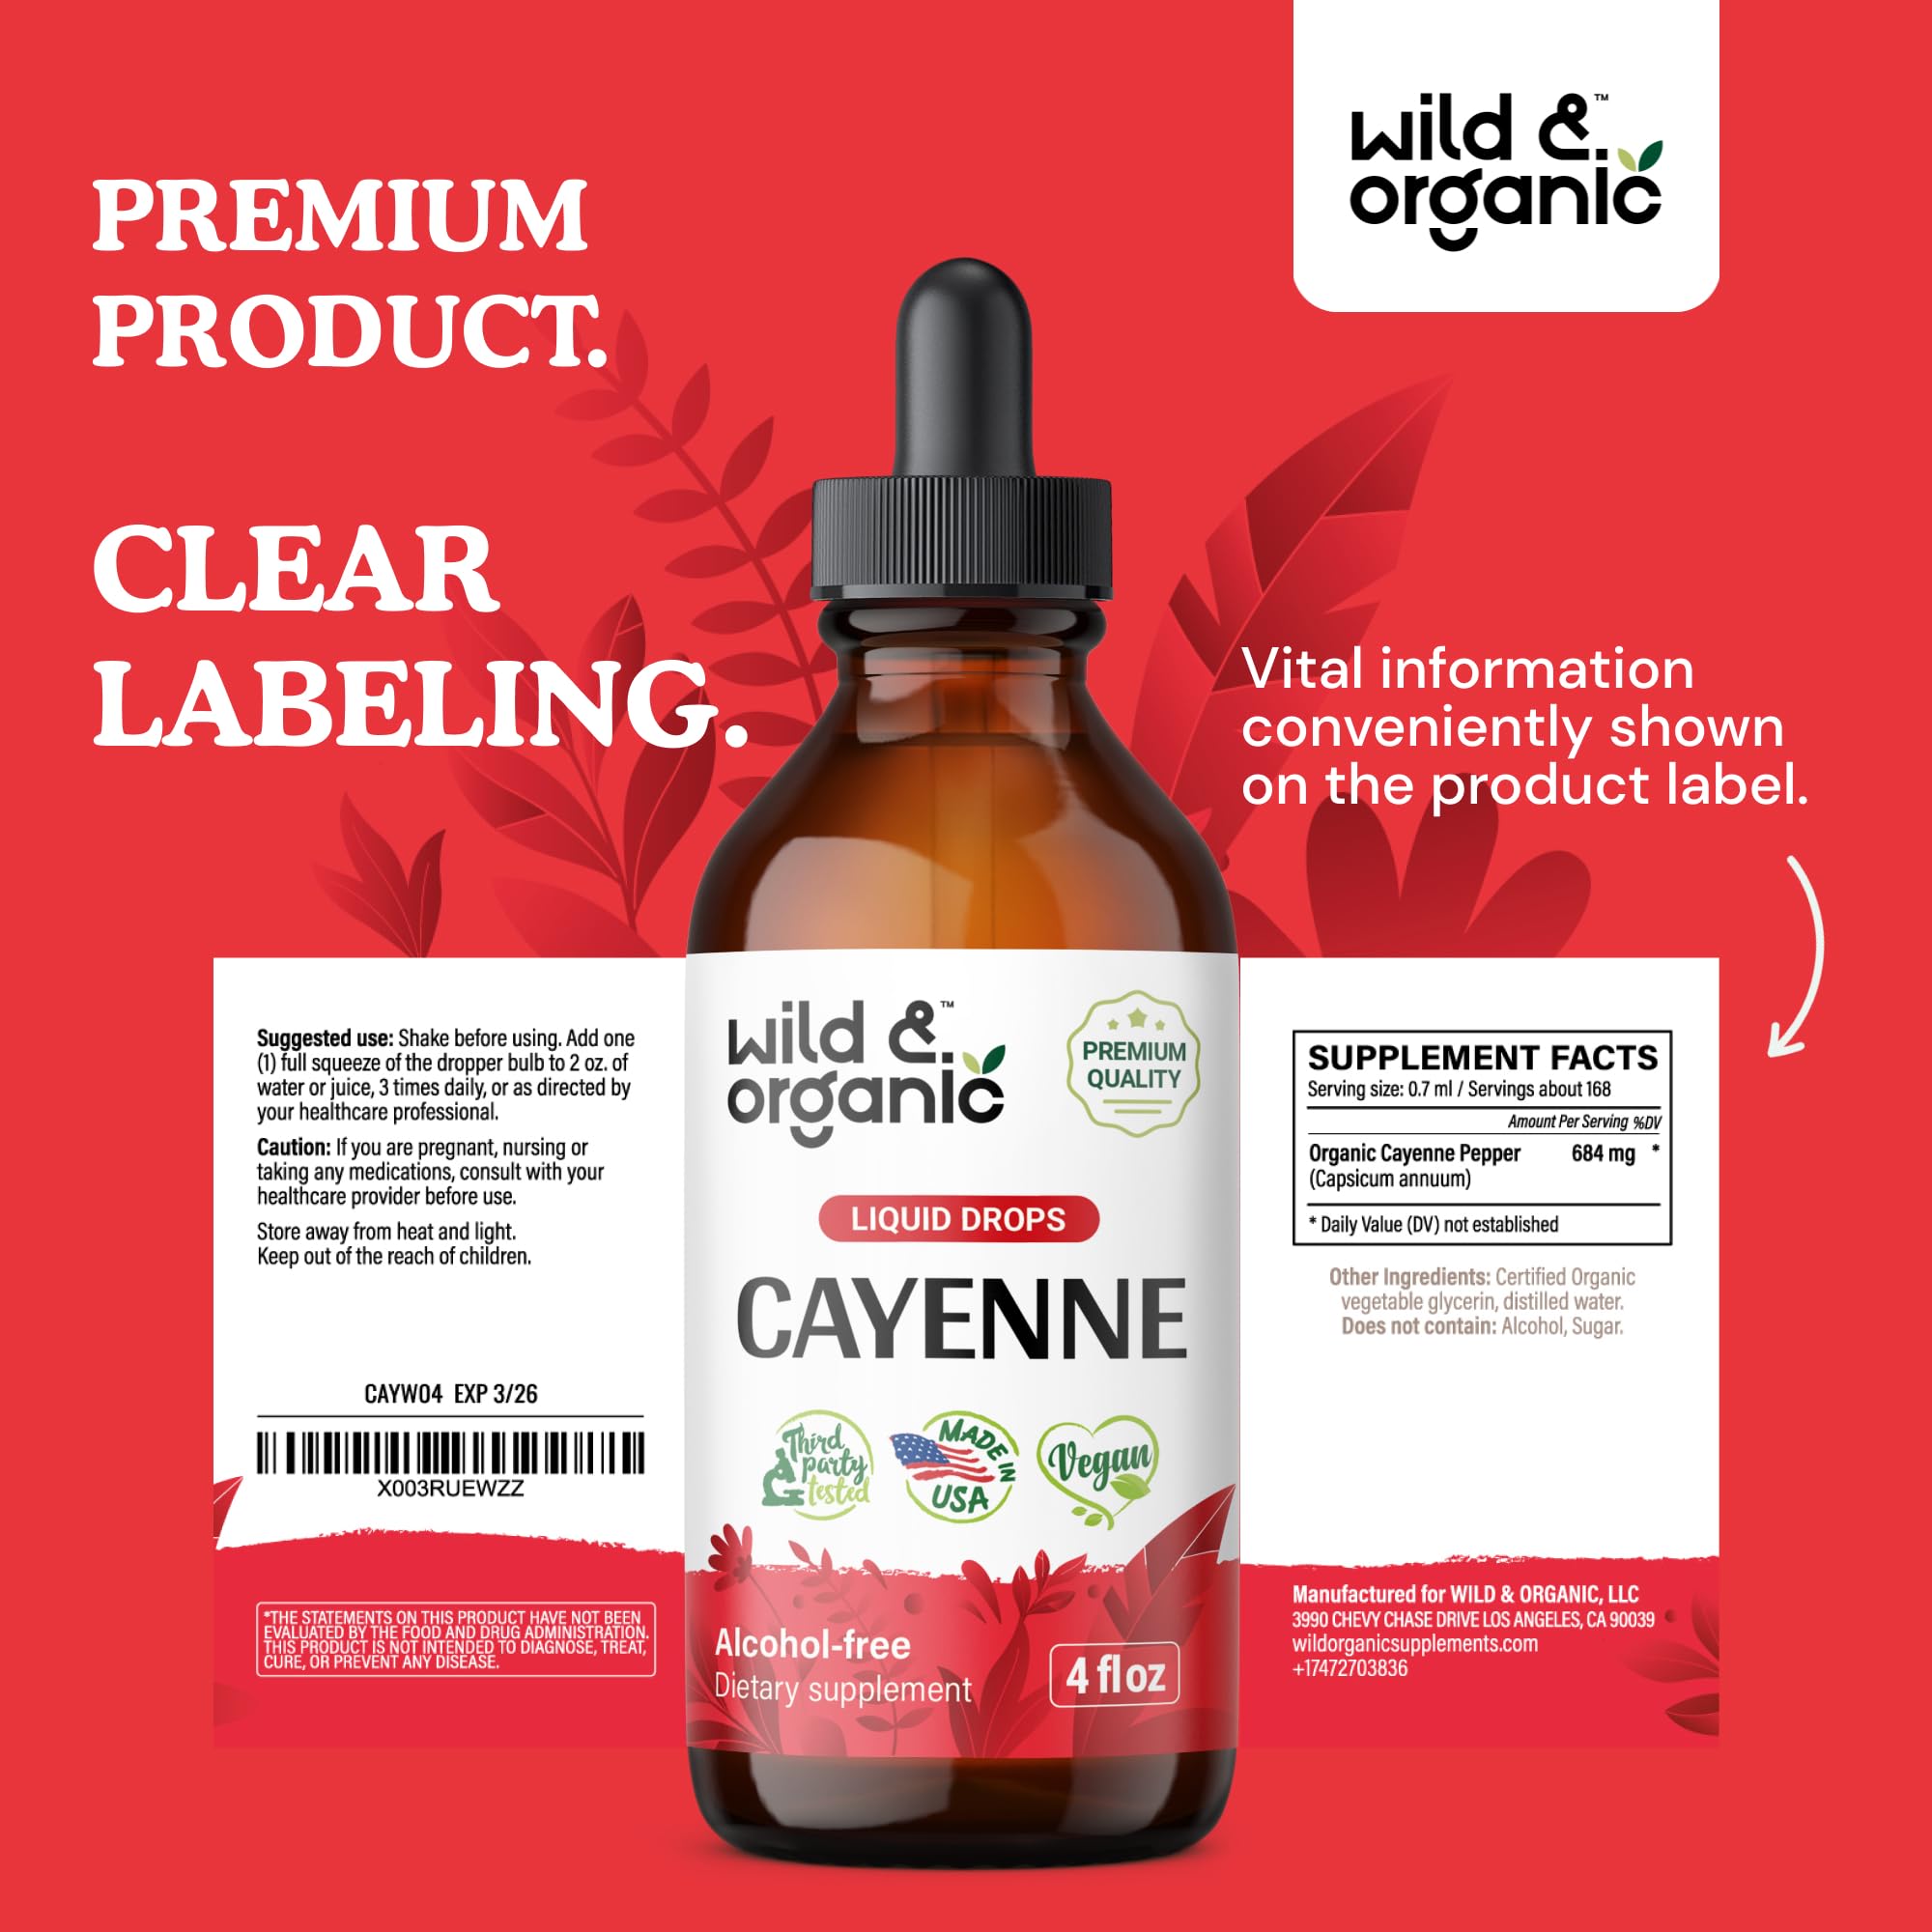 wild &™
organic
PREMIUM
PRODUCT.
CLEAR
LABELING.
Vital information
conveniently shown
on the product label.
Suggested use: Shake before using. Add one
(1) full squeeze of the dropper bulb to 2 oz. of
water or juice, 3 times daily, or as directed by
your healthcare professional.
Caution: If you are pregnant, nursing or
taking any medications, consult with your
healthcare provider before use.
Store away from heat and light.
Keep out of the reach of children.
CAYW04 EXP 3/26
X003RUEWZZ
*THE STATEMENTS ON THIS PRODUCT HAVE NOT BEEN
EVALUATED BY THE FOOD AND DRUG ADMINISTRATION.
THIS PRODUCT IS NOT INTENDED TO DIAGNOSE, TREAT,
CURE, OR PREVENT ANY DISEASE.
wild &™
organic
PREMIUM
QUALITY
LIQUID DROPS
CAYENNE
Third
party
tested
MADE IN
USA
Vegan
Alcohol-free
Dietary supplement
4 fl oz
SUPPLEMENT FACTS
Serving size: 0.7 ml / Servings about 168
Amount Per Serving %DV
Organic Cayenne Pepper 684 mg *
(Capsicum annuum)
* Daily Value (DV) not established
Other Ingredients: Certified Organic
vegetable glycerin, distilled water.
Does not contain: Alcohol, Sugar.
Manufactured for WILD & ORGANIC, LLC
3990 CHEVY CHASE DRIVE LOS ANGELES, CA 90039
wildorganicsupplements.com
+17472703836